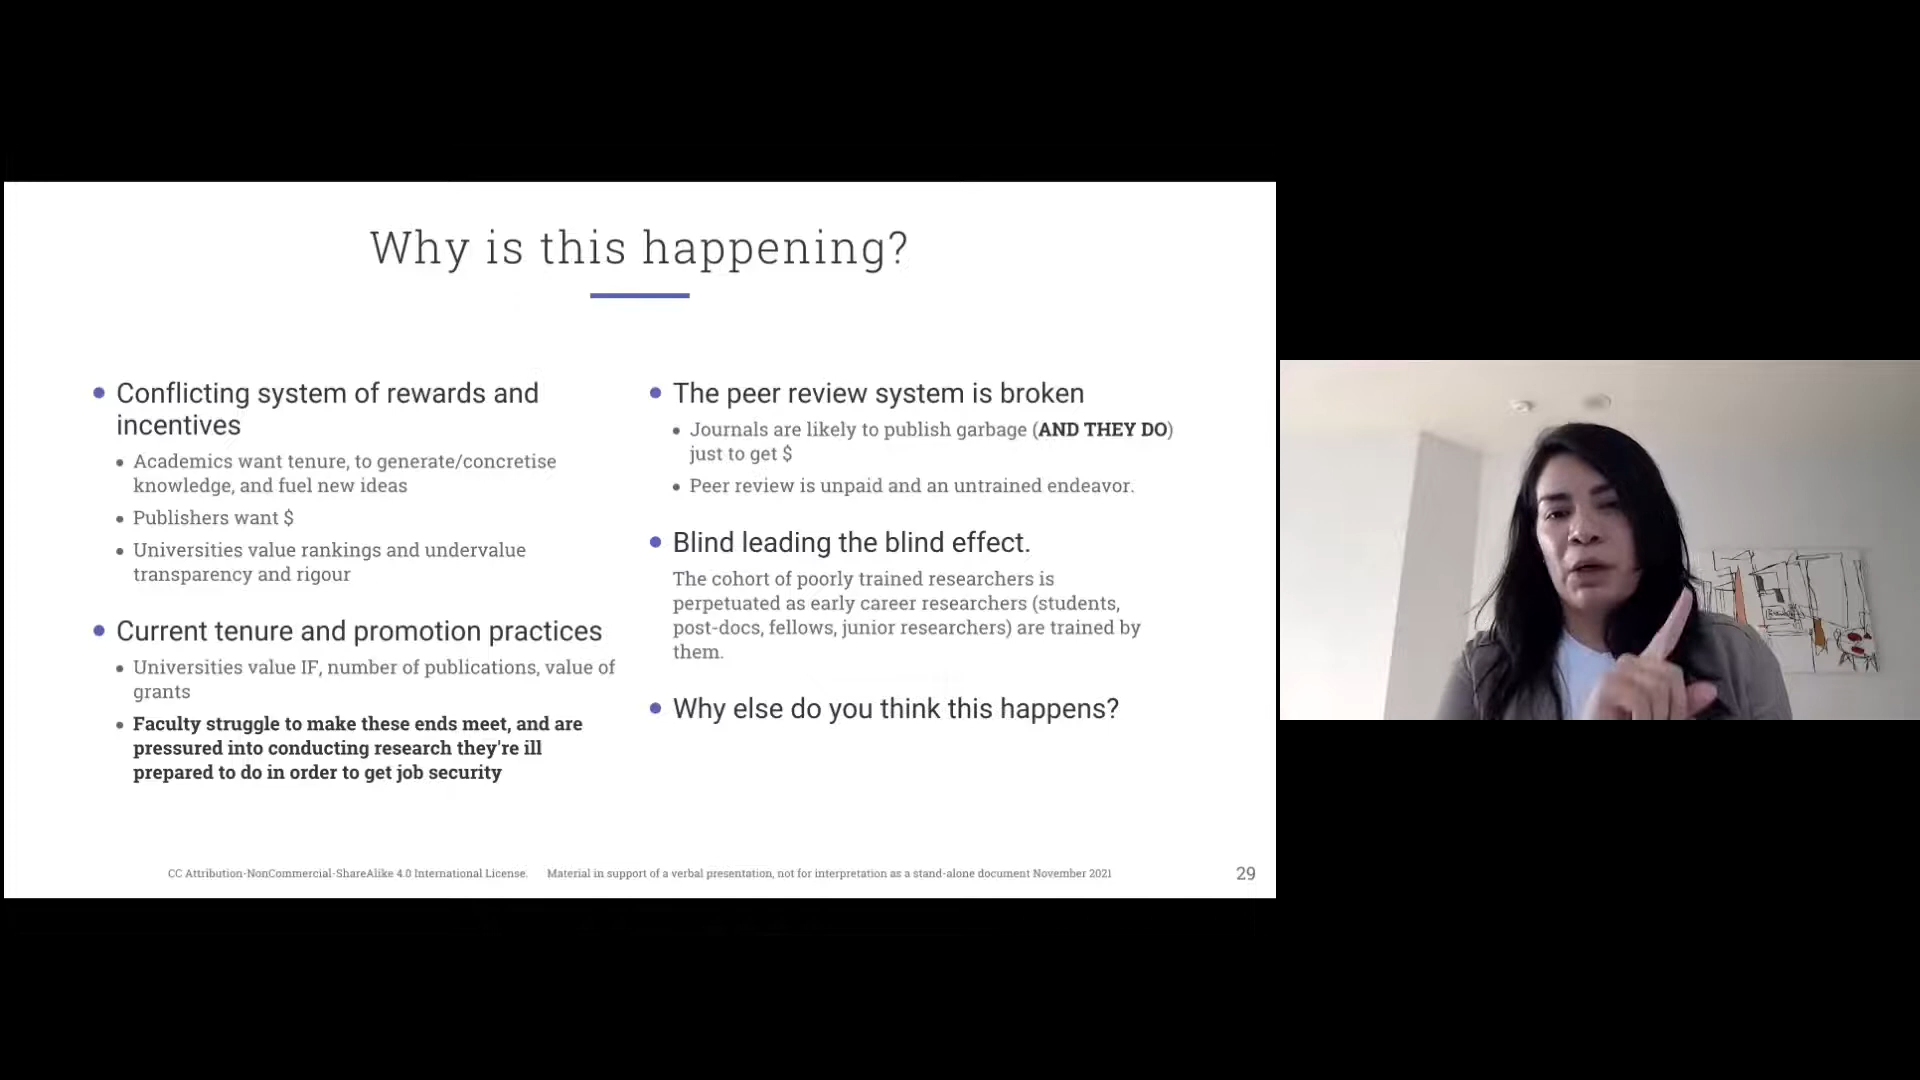 Why is this happening?
Conflicting system of rewards and
incentives
Academics want tenure, to generate/concretise
knowledge, and fuel new ideas
Publishers want $
Universities value rankings and undervalue
transparency and rigour
Current tenure and promotion practices
Universities value IF, number of publications, value of
grants
Faculty struggle to make these ends meet, and are
pressured into conducting research they're ill
prepared to do in order to get job security
The peer review system is broken
Journals are likely to publish garbage (AND THEY DO)
just to get $
Peer review is unpaid and an untrained endeavor.
Blind leading the blind effect.
The cohort of poorly trained researchers is
perpetuated as early career researchers (students,
post-docs, fellows, junior researchers) are trained by
them.
Why else do you think this happens?
CC Attribution-NonCommercial-ShareAlike 4.0 International License. Material in support of a verbal presentation, not for interpretation as a stand-alone document November 2021
29